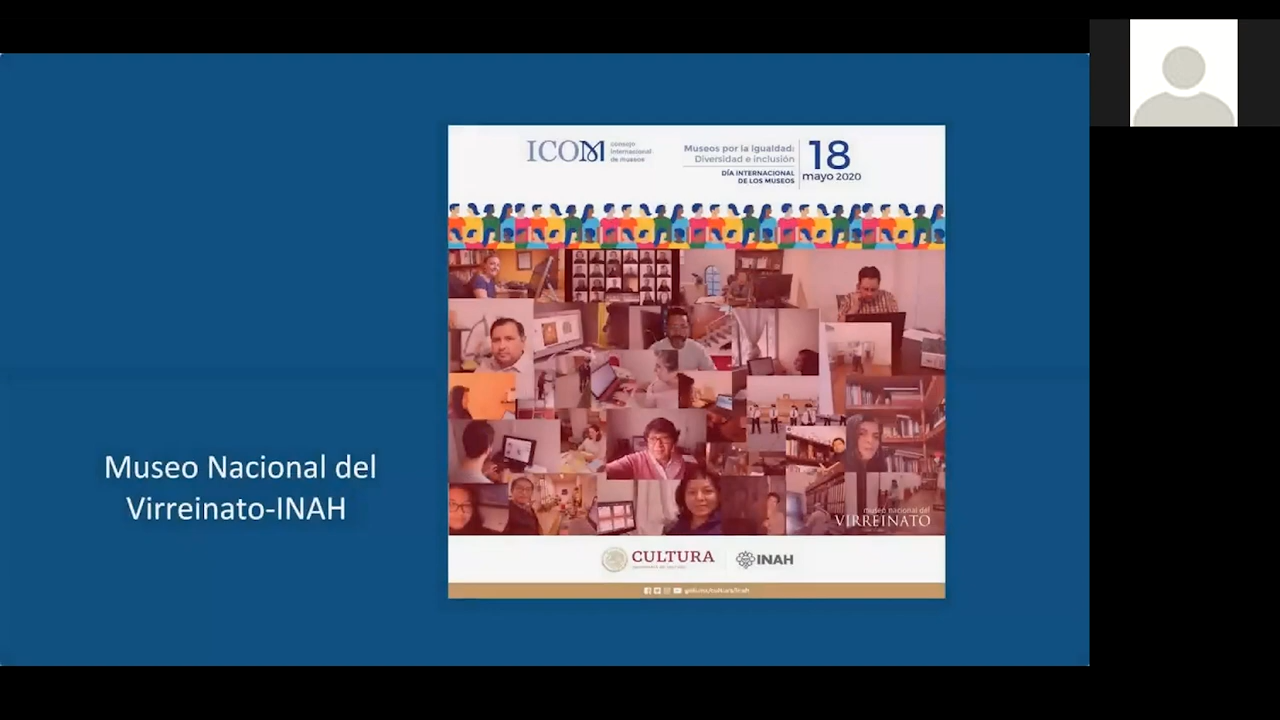 Museo Nacional del
Virreinato-INAH
ICOM
consejo
internacional
de museos
Museos por la igualdad:
Diversidad e inclusión
DÍA INTERNACIONAL
DE LOS MUSEOS
18
mayo 2020
museo nacional del
VIRREINATO
CULTURA
INAH